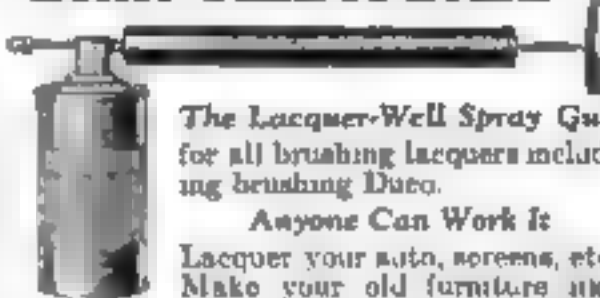 The Lacquer-Well Spray Gu
for all brushing lacquers includ
ing brushing Duco.
Anyone Can Work It
Lacquer your auto, screens, etc
Make your old furniture